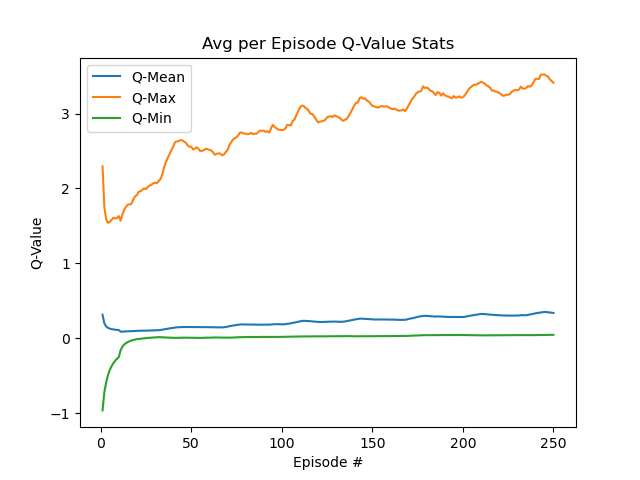 Avg per Episode Q-Value Stats
Q-Mean
Q-Max
Q-Min
Q-Value
3
2
1
0
−1
0 50 100 150 200 250
Episode #